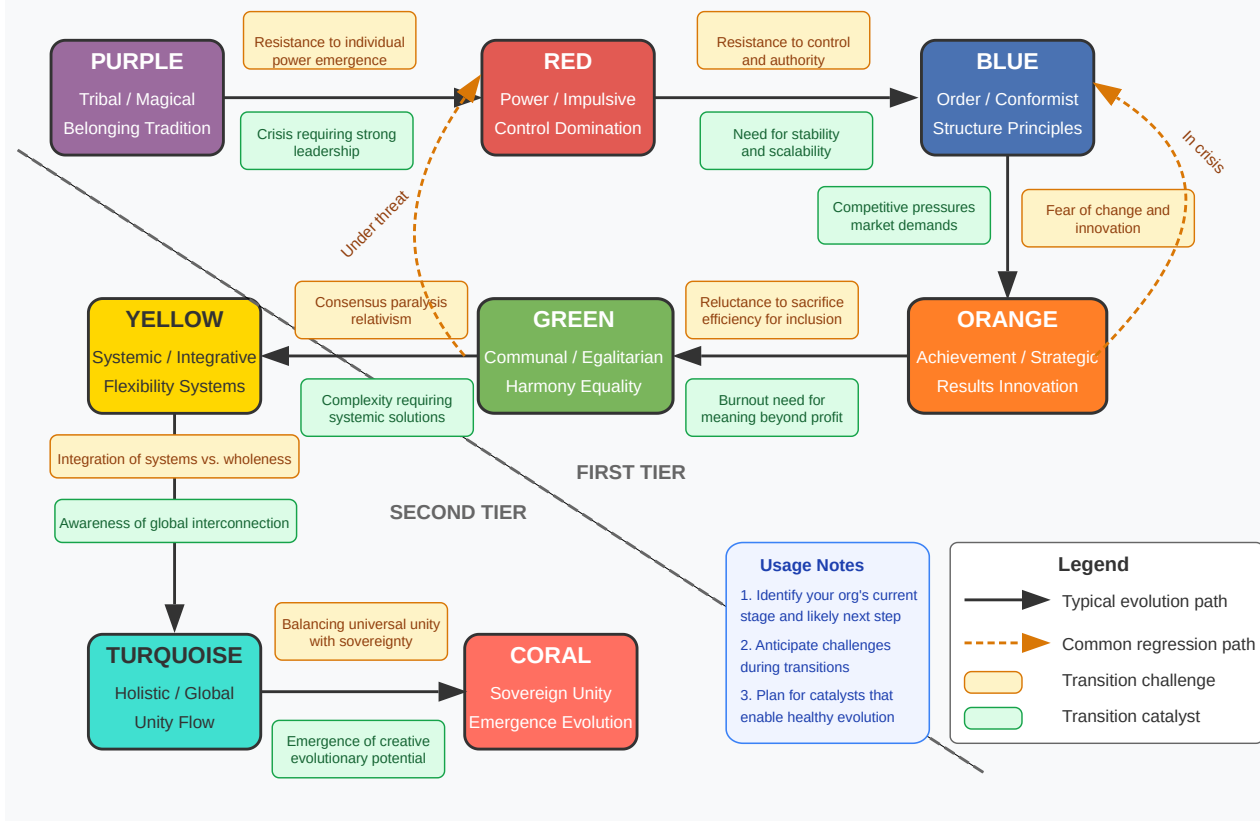 PURPLE
Tribal / Magical
Belonging Tradition
Resistance to individual
power emergence
Crisis requiring strong
leadership
RED
Power / Impulsive
Control Domination
Resistance to control
and authority
Need for stability
and scalability
BLUE
Order / Conformist
Structure Principles
In crisis
Under threat
Competitive pressures
market demands
Fear of change and
innovation
YELLOW
Systemic / Integrative
Flexibility Systems
Consensus paralysis
relativism
Complexity requiring
systemic solutions
GREEN
Communal / Egalitarian
Harmony Equality
Reluctance to sacrifice
efficiency for inclusion
Burnout need for
meaning beyond profit
ORANGE
Achievement / Strategic
Results Innovation
Integration of systems vs. wholeness
Awareness of global interconnection
FIRST TIER
SECOND TIER
TURQUOISE
Holistic / Global
Unity Flow
Balancing universal unity
with sovereignty
Emergence of creative
evolutionary potential
CORAL
Sovereign Unity
Emergence Evolution
Usage Notes
1. Identify your org's current
stage and likely next step
2. Anticipate challenges
during transitions
3. Plan for catalysts that
enable healthy evolution
Legend
Typical evolution path
Common regression path
Transition challenge
Transition catalyst